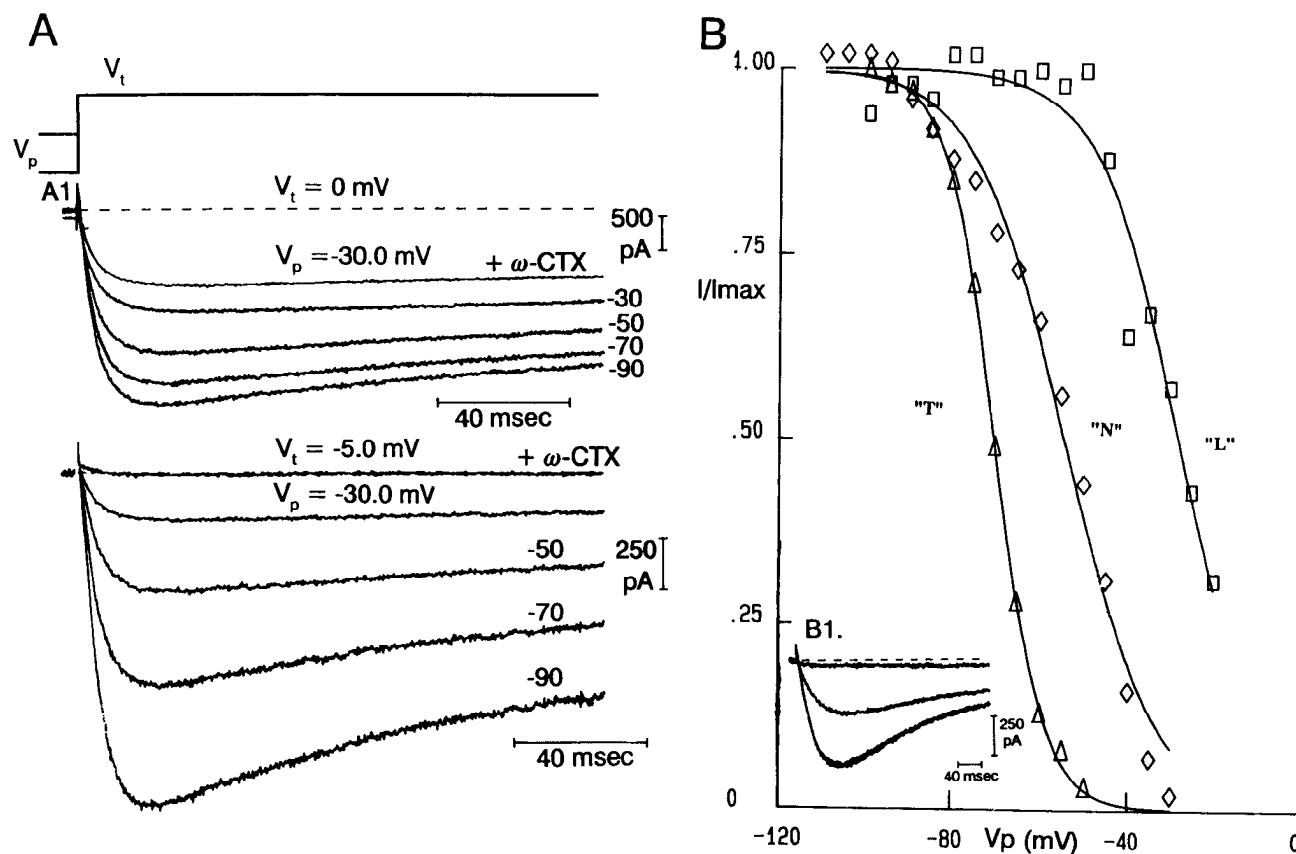 A
Vt
Vp
A1
Vt = 0 mV
500
pA
Vp =-30.0 mV
+ ω-CTX
-30
-50
-70
-90
40 msec
Vt = -5.0 mV
+ ω-CTX
Vp = -30.0 mV
-50
250
pA
-70
-90
40 msec
B
1.00
.75
I/Imax
"T"
"N"
"L"
.50
.25
B1.
250
pA
40 msec
0
-120
-80
Vp (mV)
-40
0